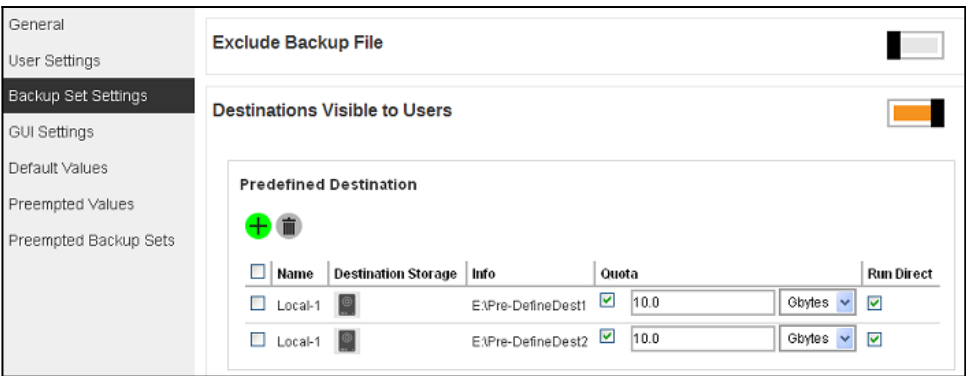 General
User Settings
Backup Set Settings
GUI Settings
Default Values
Preempted Values
Preempted Backup Sets
Exclude Backup File
Destinations Visible to Users
Predefined Destination
Name Destination Storage Info Quota Run Direct
Local-1 E:\Pre-DefineDest1 10.0 Gbytes
Local-1 E:\Pre-DefineDest2 10.0 Gbytes